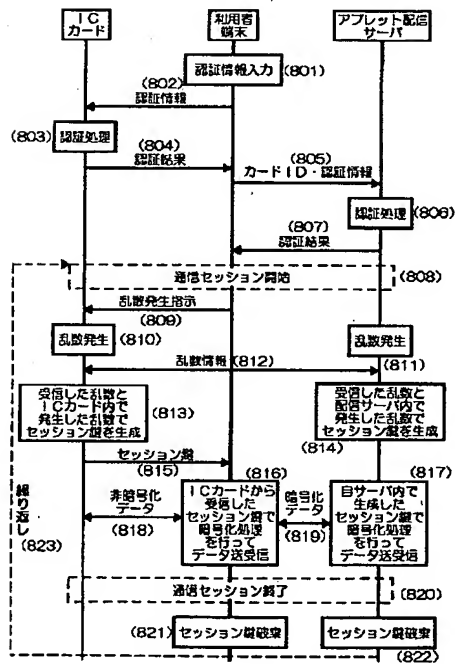 ＩＣ
カード
利用者
端末
アプレット配信
サーバ
認証情報入力
(801)
(802)
認証情報
(803)
認証処理
(804)
認証結果
(805)
カードＩＤ・認証情報
認証処理
(806)
(807)
認証結果
通信セッション開始
(808)
乱数発生指示
(809)
乱数発生
(810)
乱数発生
(811)
乱数情報(812)
受信した乱数と
ＩＣカード内で
発生した乱数で
セッション鍵を生成
(813)
受信した乱数と
配信サーバ内で
発生した乱数で
セッション鍵を生成
(814)
セッション鍵
(815)
(816)
ＩＣカードから
受信した
セッション鍵で
暗号化処理
を行って
データ送受信
(817)
自サーバ内で
生成した
セッション鍵で
暗号化処理
を行って
データ送受信
非暗号化
データ
(818)
暗号化
データ
(819)
繰り返し
(823)
通信セッション終了
(820)
(821)
セッション鍵破棄
セッション鍵破棄
(822)